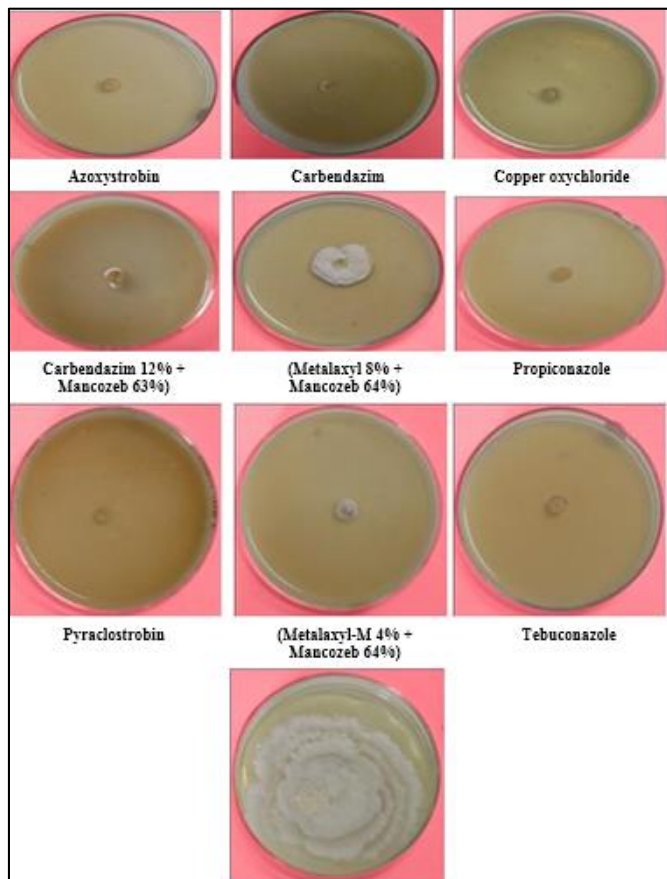 Azoxystrobin
Carbendazim
Copper oxychloride
Carbendazim 12% +
Mancozeb 63%)
(Metalaxyl 8% +
Mancozeb 64%)
Propiconazole
Pyraclostrobin
(Metalaxyl-M 4% +
Mancozeb 64%)
Tebuconazole